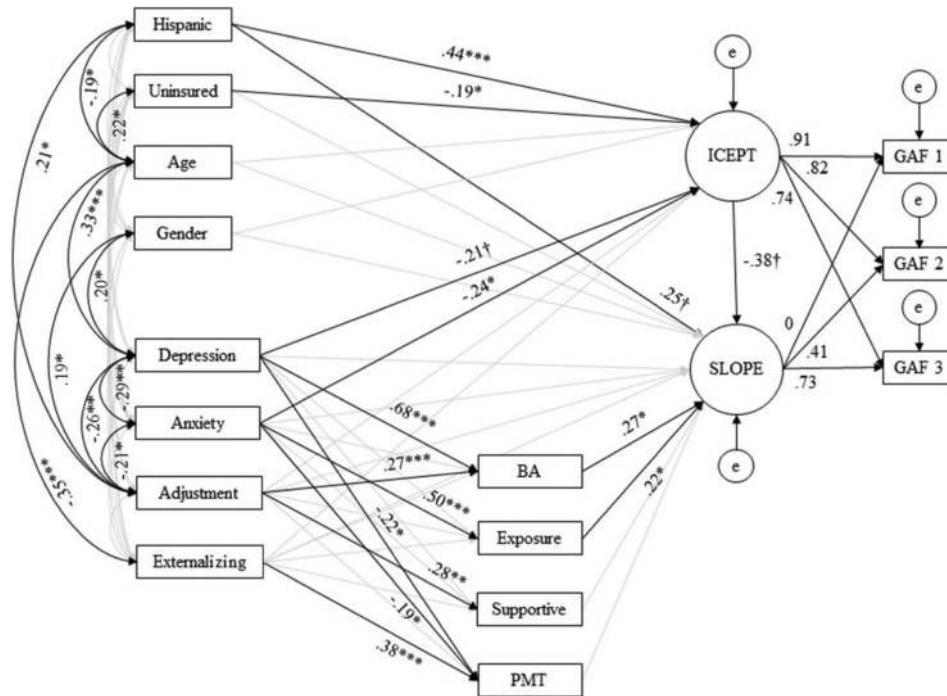 Hispanic
Uninsured
Age
Gender
Depression
Anxiety
Adjustment
Externalizing
.21*
-.19*
.22*
.33***
.20*
.19*
-.29**
-.26**
-.21*
-.35***
.44***
-.19*
-.21†
-.24*
.25†
.68***
.27***
.50***
-.22*
.28**
-.19*
.38***
BA
Exposure
Supportive
PMT
.27*
.22*
e
ICEPT
-.38†
SLOPE
e
.91
.82
.74
0
.41
.73
e
GAF 1
e
GAF 2
e
GAF 3